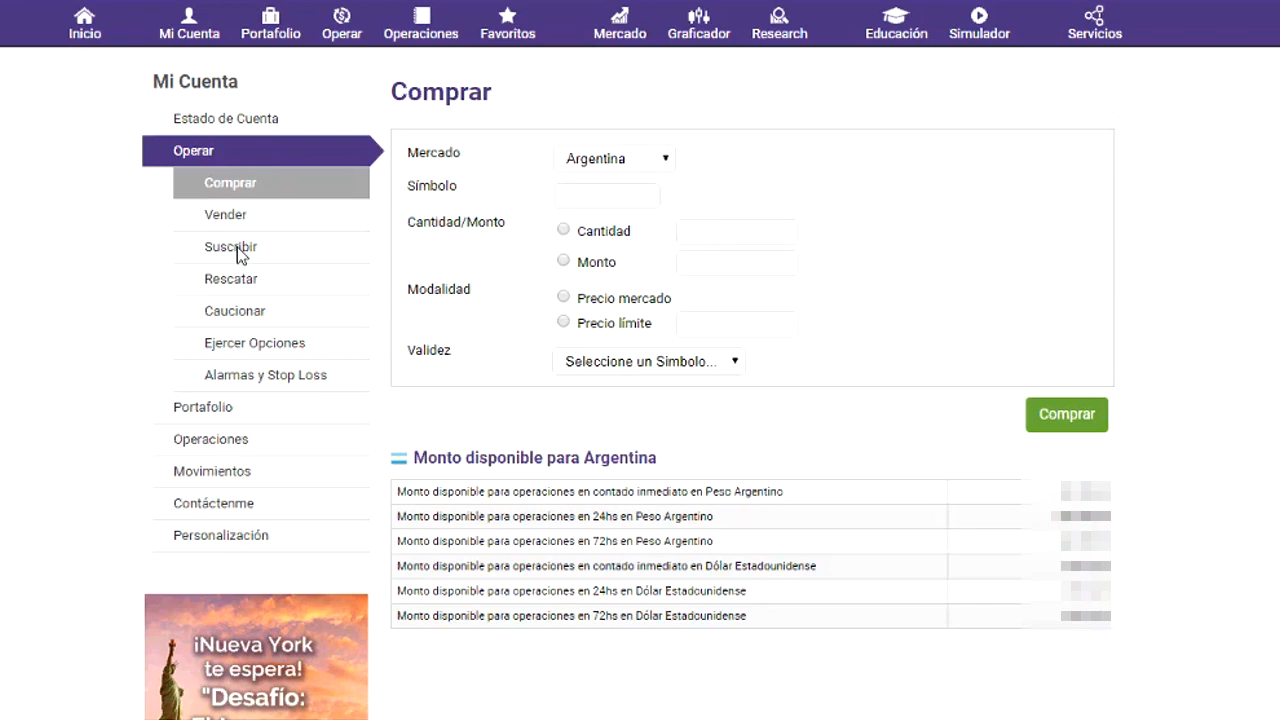 Inicio
Mi Cuenta
Portafolio
Operar
Operaciones
Favoritos
Mercado
Graficador
Research
Educación
Simulador
Servicios
Mi Cuenta
Estado de Cuenta
Operar
Comprar
Vender
Suscribir
Rescatar
Caucionar
Ejercer Opciones
Alarmas y Stop Loss
Portafolio
Operaciones
Movimientos
Contáctenme
Personalización
¡Nueva York
te espera!
"Desafío:
Comprar
Mercado
Argentina
Símbolo
Cantidad/Monto
Cantidad
Monto
Modalidad
Precio mercado
Precio límite
Validez
Seleccione un Simbolo...
Comprar
Monto disponible para Argentina
Monto disponible para operaciones en contado inmediato en Peso Argentino
Monto disponible para operaciones en 24hs en Peso Argentino
Monto disponible para operaciones en 72hs en Peso Argentino
Monto disponible para operaciones en contado inmediato en Dólar Estadounidense
Monto disponible para operaciones en 24hs en Dólar Estadounidense
Monto disponible para operaciones en 72hs en Dólar Estadounidense